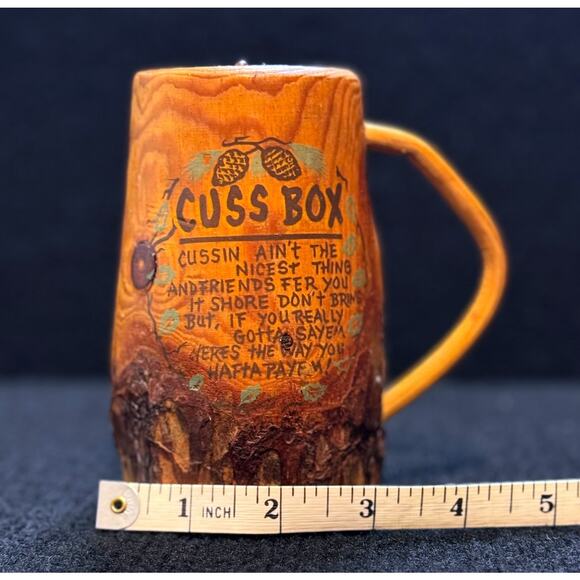 CUSS BOX
CUSSIN AIN't tHE
NICESt THING
ANDFRIENDS FER YOU
It SHORE DON't BRING
But, IF YOU REALLY
GOTTA SAYEM
HERES THE WAY YOU
HAFTA PAYEM!
1 INCH 2 3 4 5